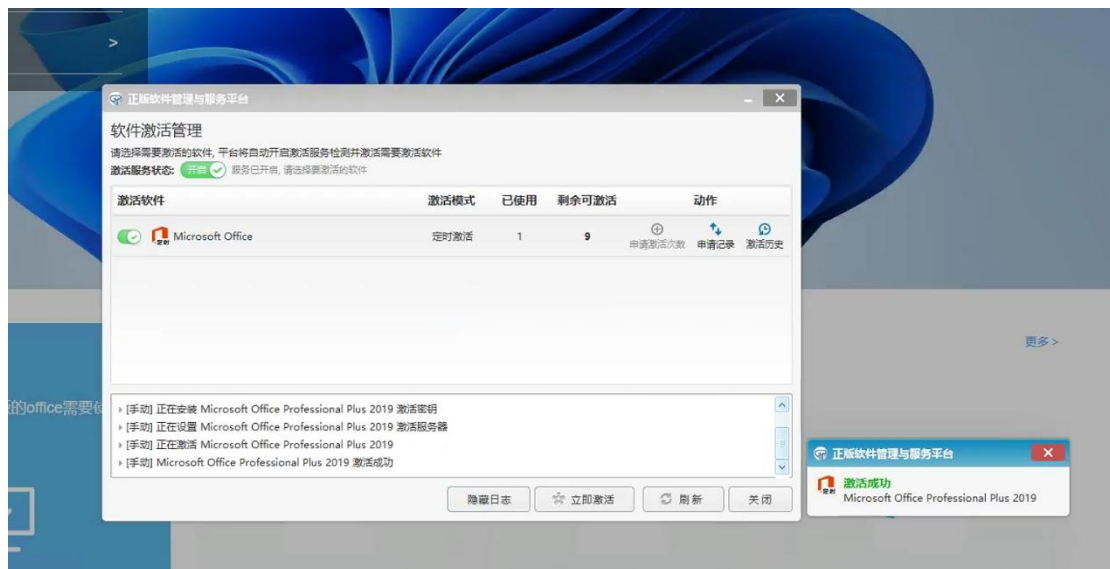 >
正版软件管理与服务平台
软件激活管理
请选择需要激活的软件, 平台将自动开启激活服务检测并激活需要激活软件
激活服务状态: 开启 服务已开启, 请选择要激活的软件
激活软件 激活模式 已使用 剩余可激活 动作
定时 Microsoft Office 定时激活 1 9 申请激活次数 申请记录 激活历史
更多 >
的office需要
[手动] 正在安装 Microsoft Office Professional Plus 2019 激活密钥
[手动] 正在设置 Microsoft Office Professional Plus 2019 激活服务器
[手动] 正在激活 Microsoft Office Professional Plus 2019
[手动] Microsoft Office Professional Plus 2019 激活成功
隐藏日志 立即激活 刷新 关闭
正版软件管理与服务平台
激活成功
定时 Microsoft Office Professional Plus 2019